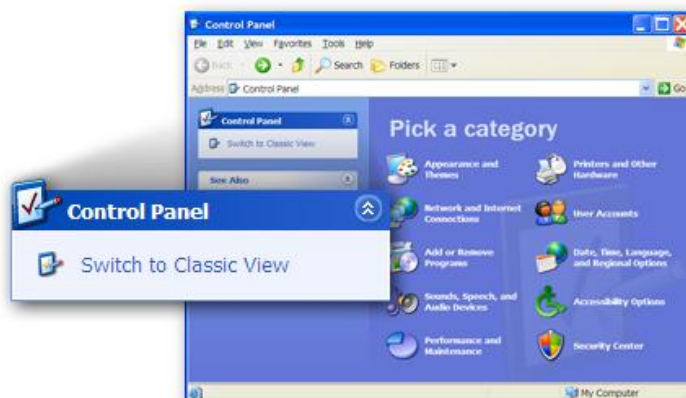 Control Panel
File Edit View Favorites Tools Help
Back Search Folders
Address Control Panel Go
Control Panel
Switch to Classic View
See Also
Control Panel
Switch to Classic View
Pick a category
Appearance and
Themes
Printers and Other
Hardware
Network and Internet
Connections
User Accounts
Add or Remove
Programs
Date, Time, Language,
and Regional Options
Sounds, Speech, and
Audio Devices
Accessibility Options
Performance and
Maintenance
Security Center
My Computer